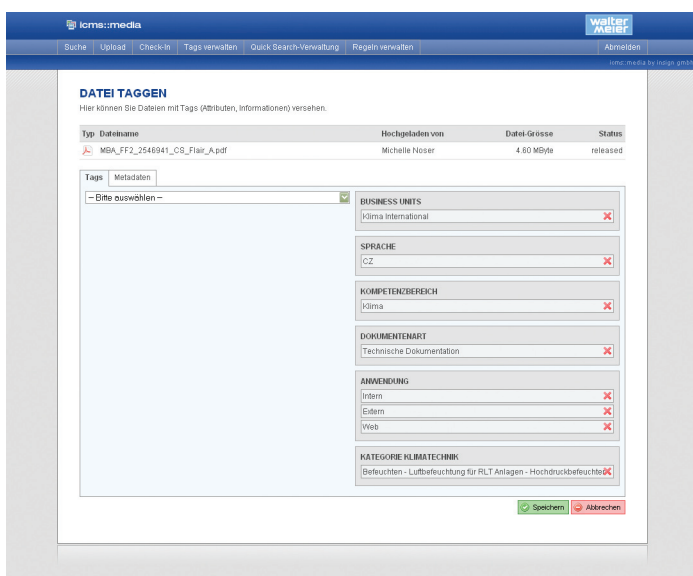 icms::media
walter meier
Suche Upload Check-In Tags verwalten Quick Search-Verwaltung Regeln verwalten Abmelden
icms::media by insign gmbh
DATEI TAGGEN
Hier können Sie Dateien mit Tags (Attributen, Informationen) versehen.
Typ Dateiname Hochgeladen von Datei-Grösse Status
MBA_FF2_2546941_CS_Flair_A.pdf Michelle Noser 4.60 MByte released
Tags Metadaten
-- Bitte auswählen --
BUSINESS UNITS
Klima International
SPRACHE
CZ
KOMPETENZBEREICH
Klima
DOKUMENTENART
Technische Dokumentation
ANWENDUNG
Intern
Extern
Web
KATEGORIE KLIMATECHNIK
Befeuchten - Luftbefeuchtung für RLT Anlagen - Hochdruckbefeuchter
Speichern Abbrechen